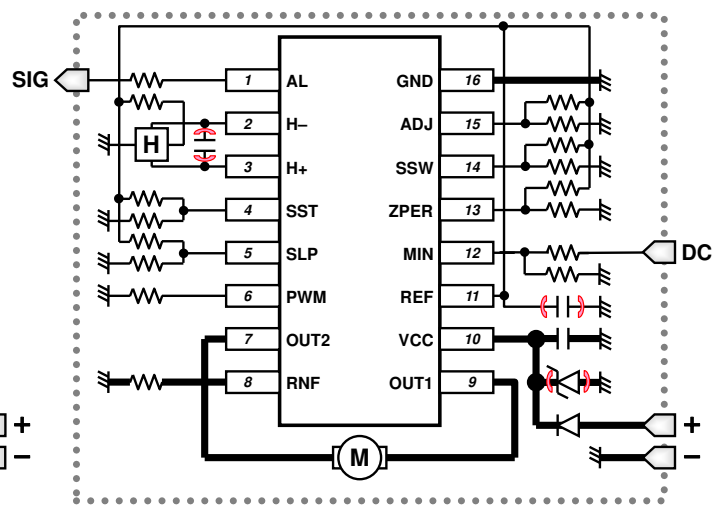 SIG
1 AL GND 16
2 H– ADJ 15
H
3 H+ SSW 14
4 SST ZPER 13
5 SLP MIN 12 DC
6 PWM REF 11
7 OUT2 VCC 10
8 RNF OUT1 9
+ +
– M –